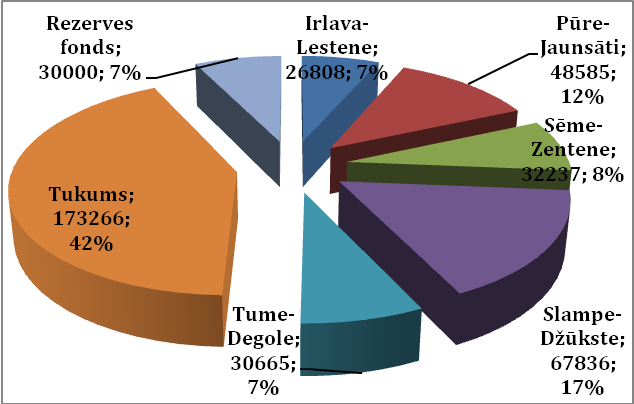 Rezerves
fonds;
30000; 7%
Irlava-
Lestene;
26808; 7%
Pūre-
Jaunsāti;
48585;
12%
Sēme-
Zentene;
32237; 8%
Slampe-
Džūkste;
67836;
17%
Tume-
Degole;
30665;
7%
Tukums;
173266;
42%